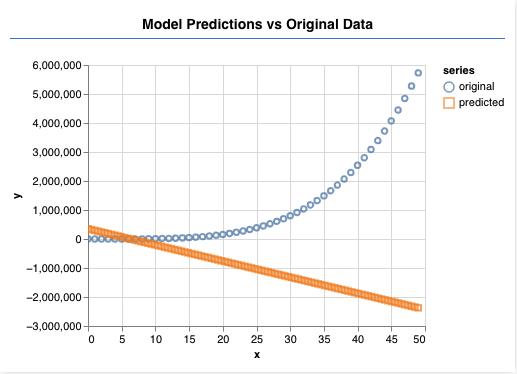 Model Predictions vs Original Data
series
original
predicted
6,000,000
5,000,000
4,000,000
3,000,000
2,000,000
1,000,000
0
−1,000,000
−2,000,000
−3,000,000
y
0 5 10 15 20 25 30 35 40 45 50
x